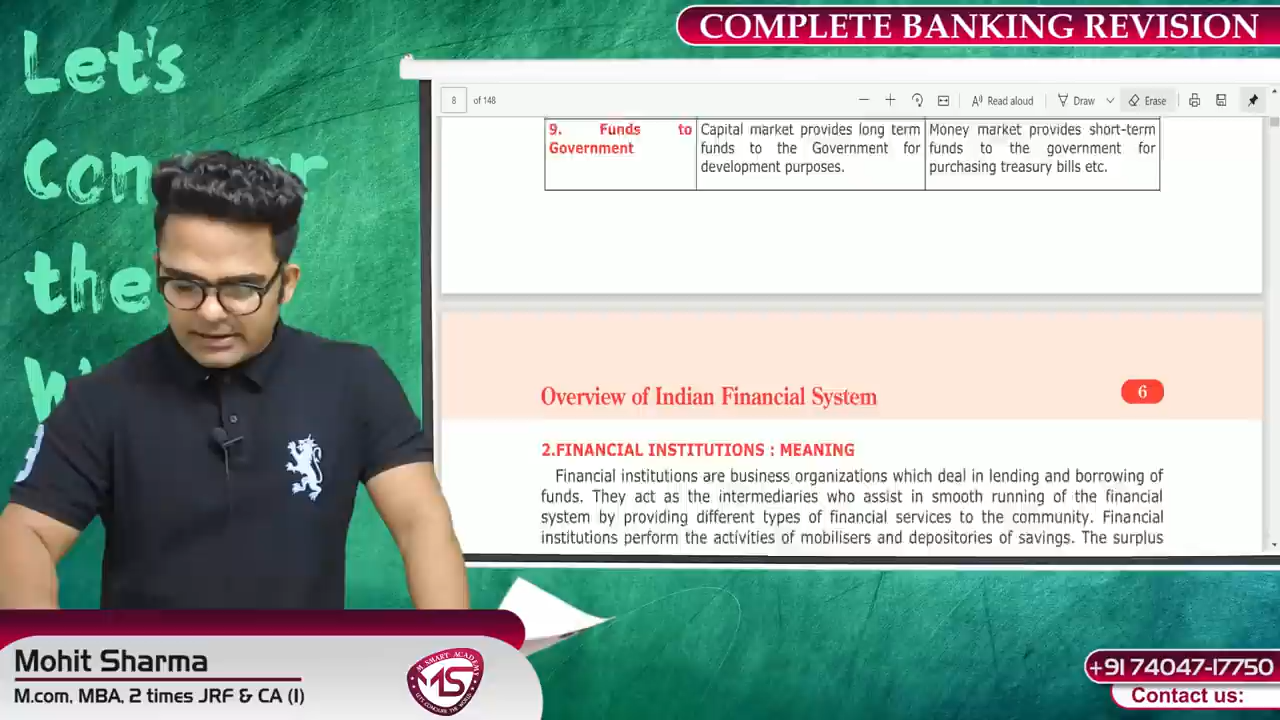 COMPLETE BANKING REVISION
Let's
the
8 of 148
Read aloud
Draw
Erase
9. Funds to Government
Capital market provides long term
funds to the Government for
development purposes.
Money market provides short-term
funds to the government for
purchasing treasury bills etc.
Overview of Indian Financial System
6
2.FINANCIAL INSTITUTIONS : MEANING
Financial institutions are business organizations which deal in lending and borrowing of
funds. They act as the intermediaries who assist in smooth running of the financial
system by providing different types of financial services to the community. Financial
institutions perform the activities of mobilisers and depositories of savings. The surplus
Mohit Sharma
M.com, MBA, 2 times JRF & CA (I)
M SMART ACADEMY
MS
+91 74047-17750
Contact us: